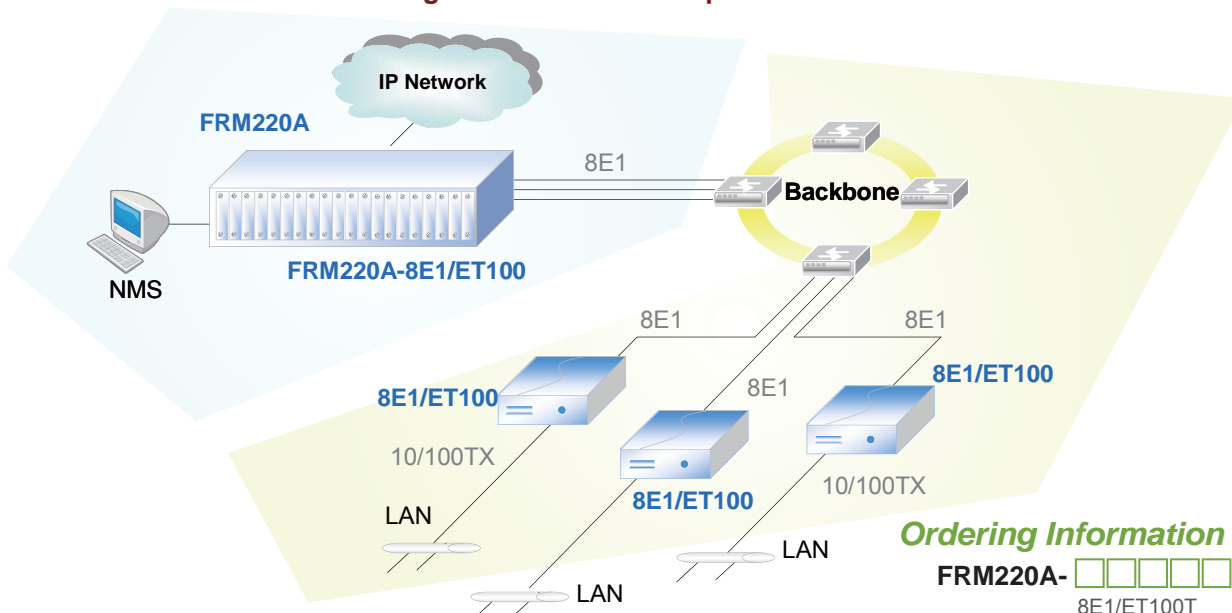 IP Network
FRM220A
8E1
Backbone
FRM220A-8E1/ET100
NMS
8E1
8E1
8E1/ET100
8E1
8E1/ET100
10/100TX
8E1/ET100
10/100TX
LAN
LAN
LAN
Ordering Information
FRM220A-
8E1/ET100T